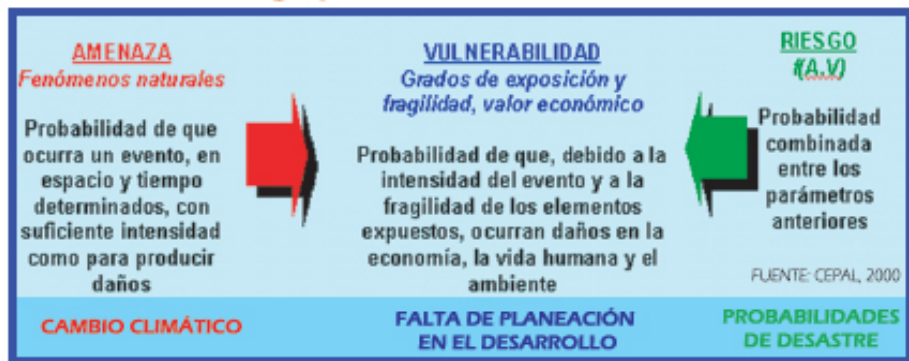 AMENAZA
Fenómenos naturales
Probabilidad de que
ocurra un evento, en
espacio y tiempo
determinados, con
suficiente intensidad
como para producir
daños
CAMBIO CLIMÁTICO
VULNERABILIDAD
Grados de exposición y
fragilidad, valor económico
Probabilidad de que, debido a la
intensidad del evento y a la
fragilidad de los elementos
expuestos, ocurran daños en la
economía, la vida humana y el
ambiente
FALTA DE PLANEACIÓN
EN EL DESARROLLO
RIESGO
f(A.V)
Probabilidad
combinada
entre los
parámetros
anteriores
FUENTE: CEPAL, 2000
PROBABILIDADES
DE DESASTRE